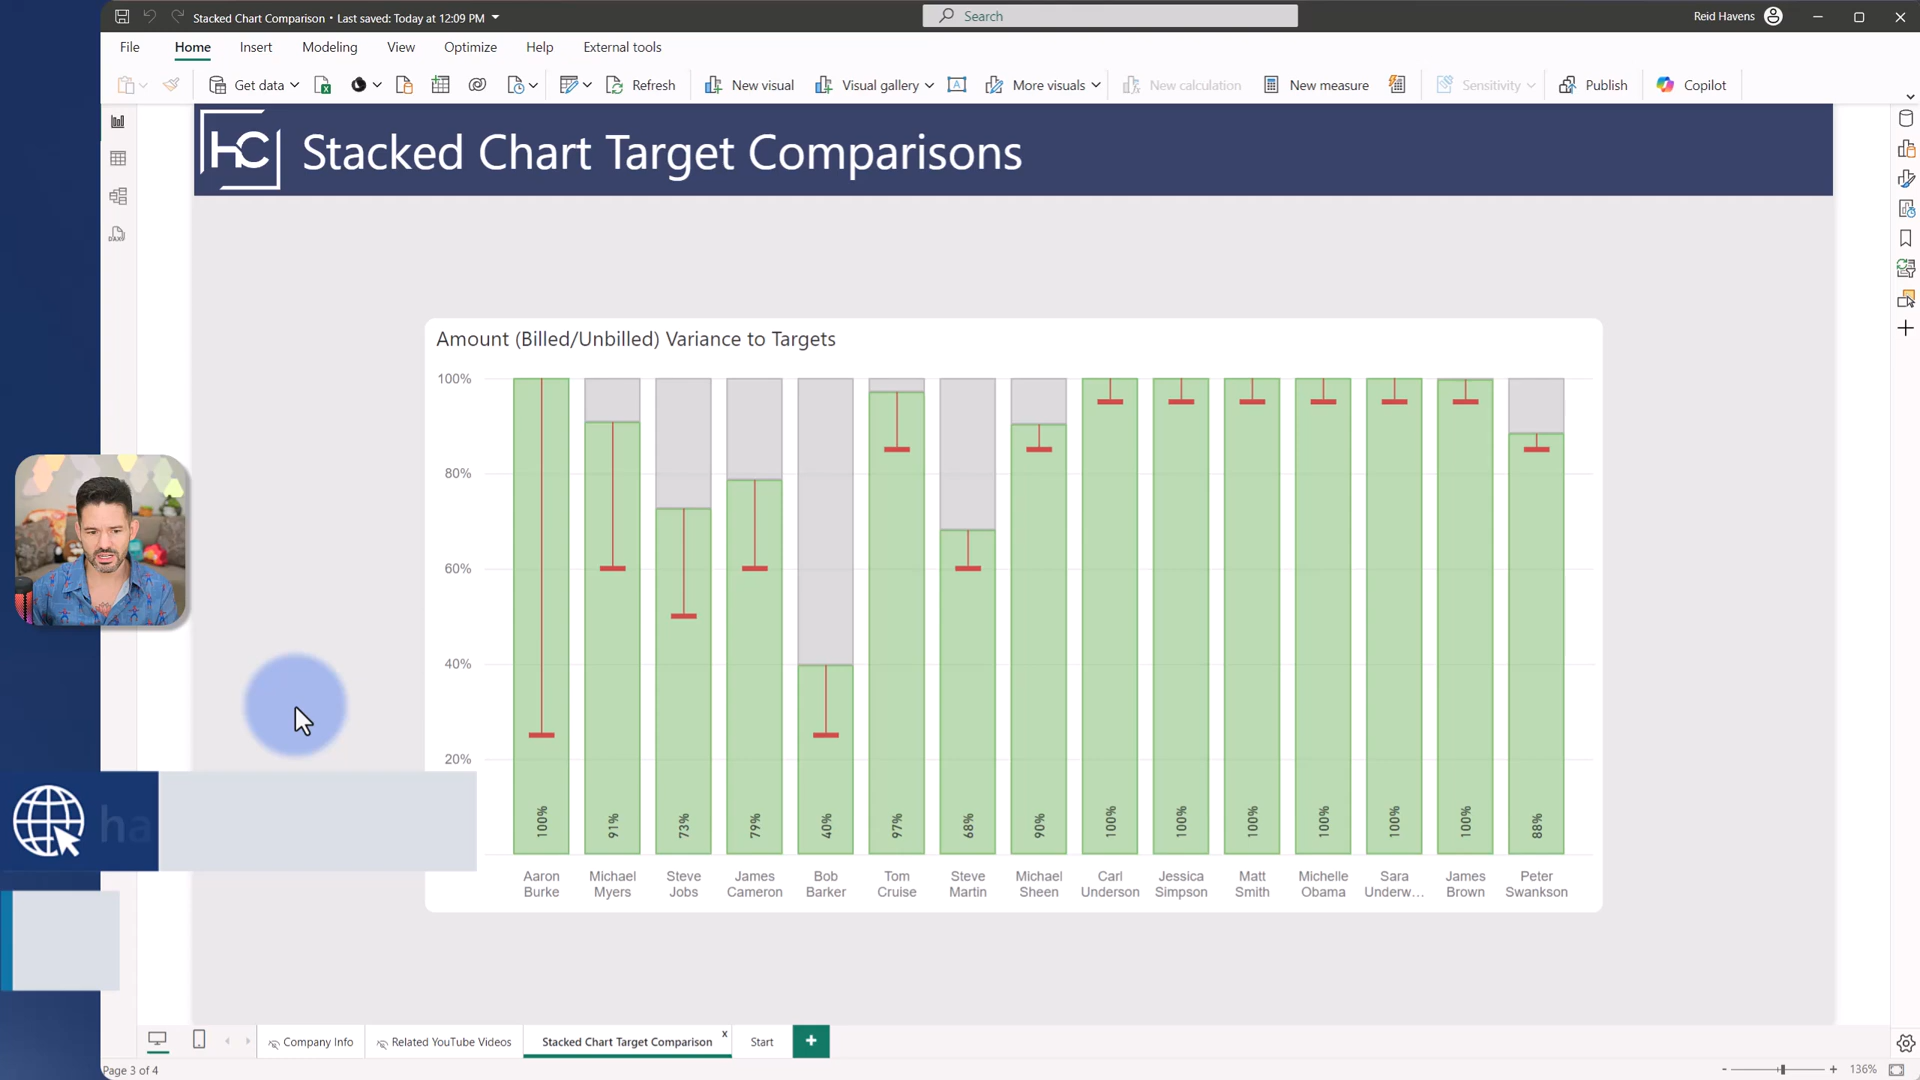 Stacked Chart Comparison • Last saved: Today at 12:09 PM
Search
Reid Havens
File Home Insert Modeling View Optimize Help External tools
Get data Refresh New visual Visual gallery More visuals New calculation New measure Sensitivity Publish Copilot
DAX
HC Stacked Chart Target Comparisons
Amount (Billed/Unbilled) Variance to Targets
100%
80%
60%
40%
20%
100% 91% 73% 79% 40% 97% 68% 90% 100% 100% 100% 100% 100% 100% 88%
Aaron Burke
Michael Myers
Steve Jobs
James Cameron
Bob Barker
Tom Cruise
Steve Martin
Michael Sheen
Carl Underson
Jessica Simpson
Matt Smith
Michelle Obama
Sara Underw...
James Brown
Peter Swankson
ha
Company Info Related YouTube Videos Stacked Chart Target Comparison x Start +
Page 3 of 4
- + 136%